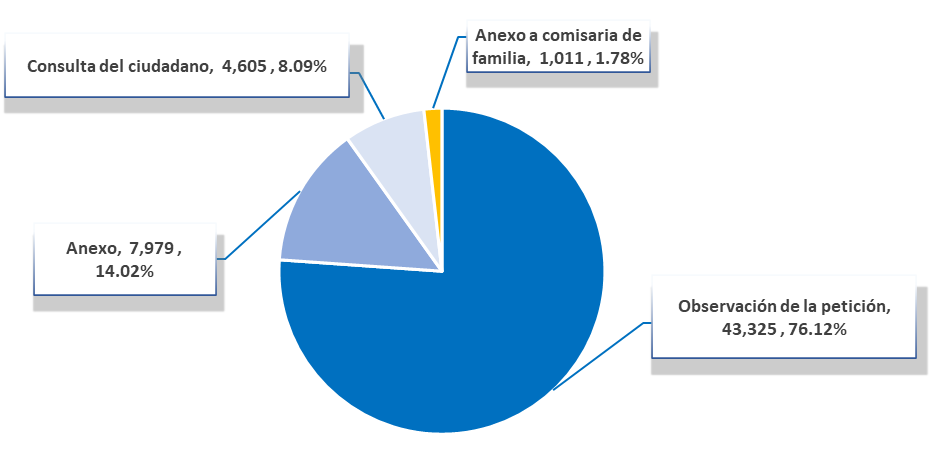 Anexo a comisaria de
familia, 1,011 , 1.78%
Consulta del ciudadano, 4,605 , 8.09%
Anexo, 7,979 ,
14.02%
Observación de la petición,
43,325 , 76.12%